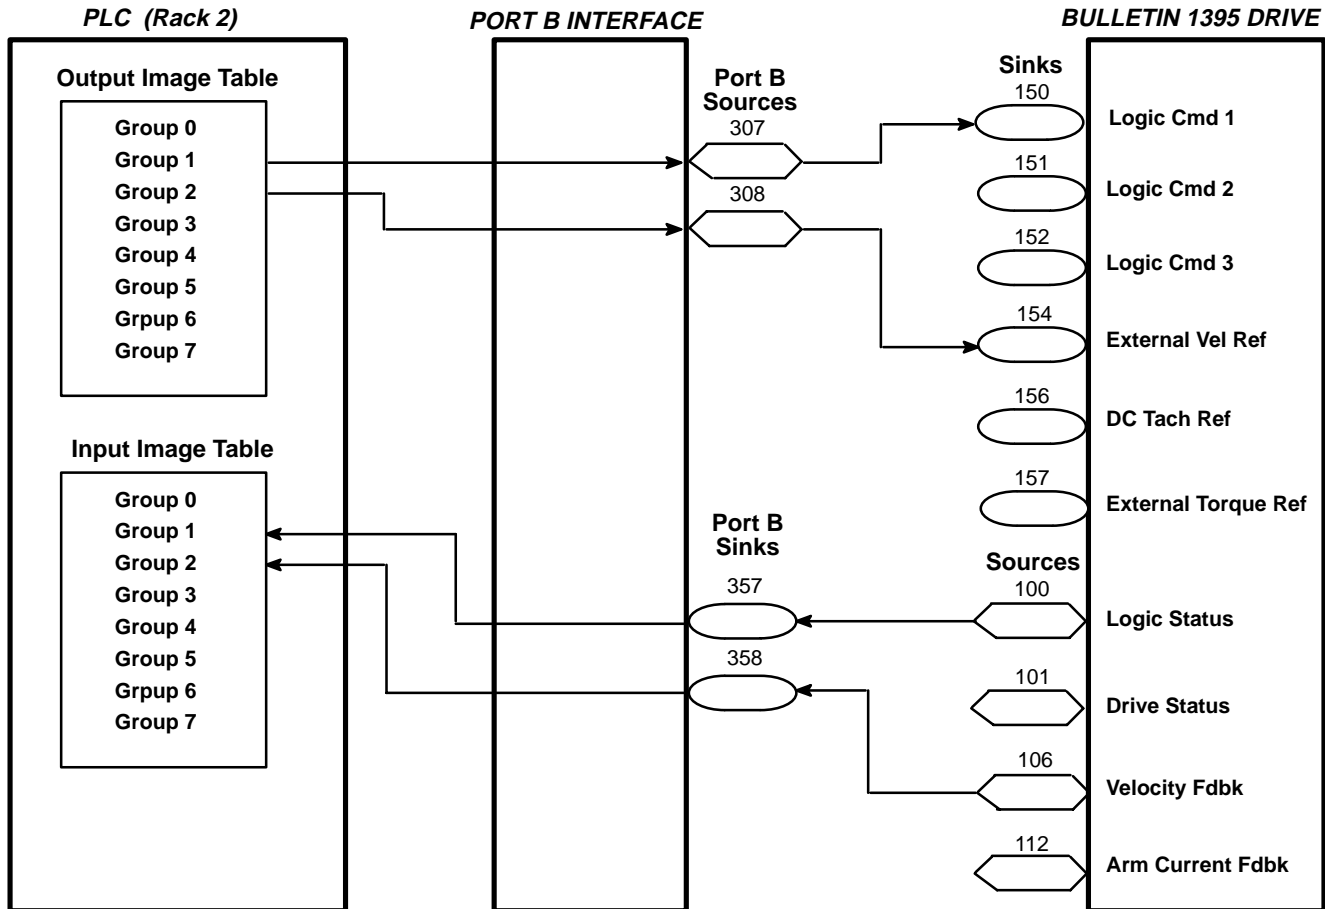 PLC (Rack 2)
PORT B INTERFACE
BULLETIN 1395 DRIVE
Output Image Table
Group 0
Group 1
Group 2
Group 3
Group 4
Group 5
Grpup 6
Group 7
Input Image Table
Group 0
Group 1
Group 2
Group 3
Group 4
Group 5
Grpup 6
Group 7
Port B
Sources
307
308
Port B
Sinks
357
358
Sinks
150
Logic Cmd 1
151
Logic Cmd 2
152
Logic Cmd 3
154
External Vel Ref
156
DC Tach Ref
157
External Torque Ref
Sources
100
Logic Status
101
Drive Status
106
Velocity Fdbk
112
Arm Current Fdbk